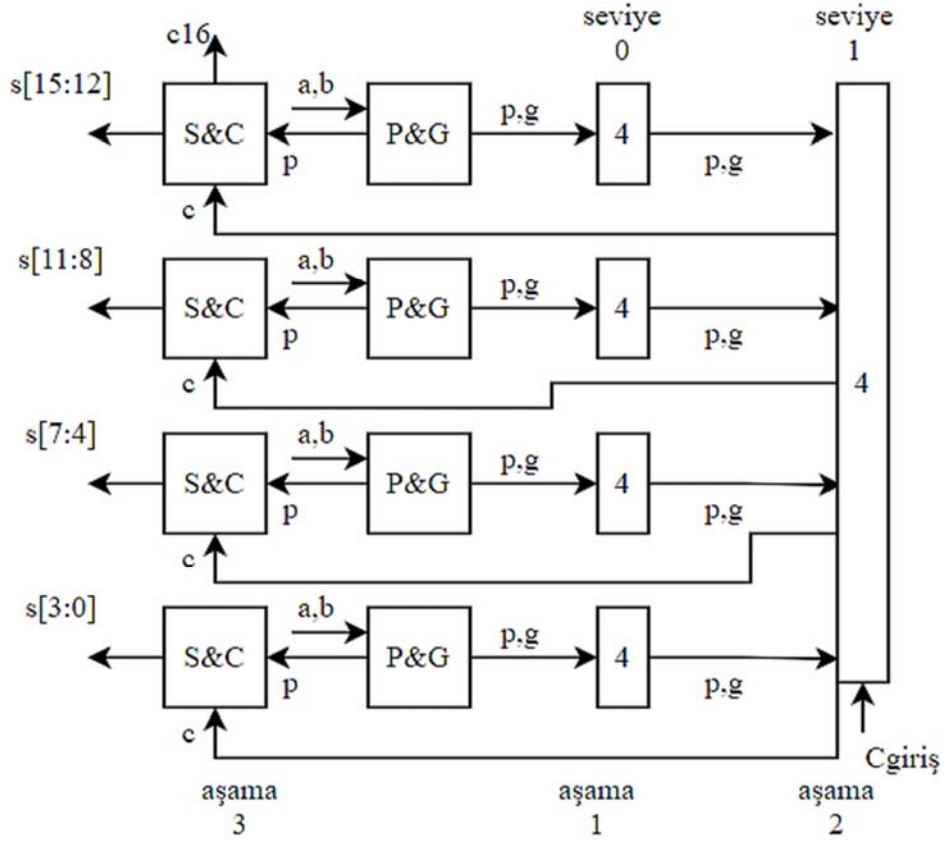 seviye
0
seviye
1
c16
s[15:12]
S&C
a,b
p
P&G
p,g
4
p,g
c
s[11:8]
S&C
a,b
p
P&G
p,g
4
p,g
c
4
s[7:4]
S&C
a,b
p
P&G
p,g
4
p,g
c
s[3:0]
S&C
a,b
p
P&G
p,g
4
p,g
c
Cgiriş
aşama
3
aşama
1
aşama
2